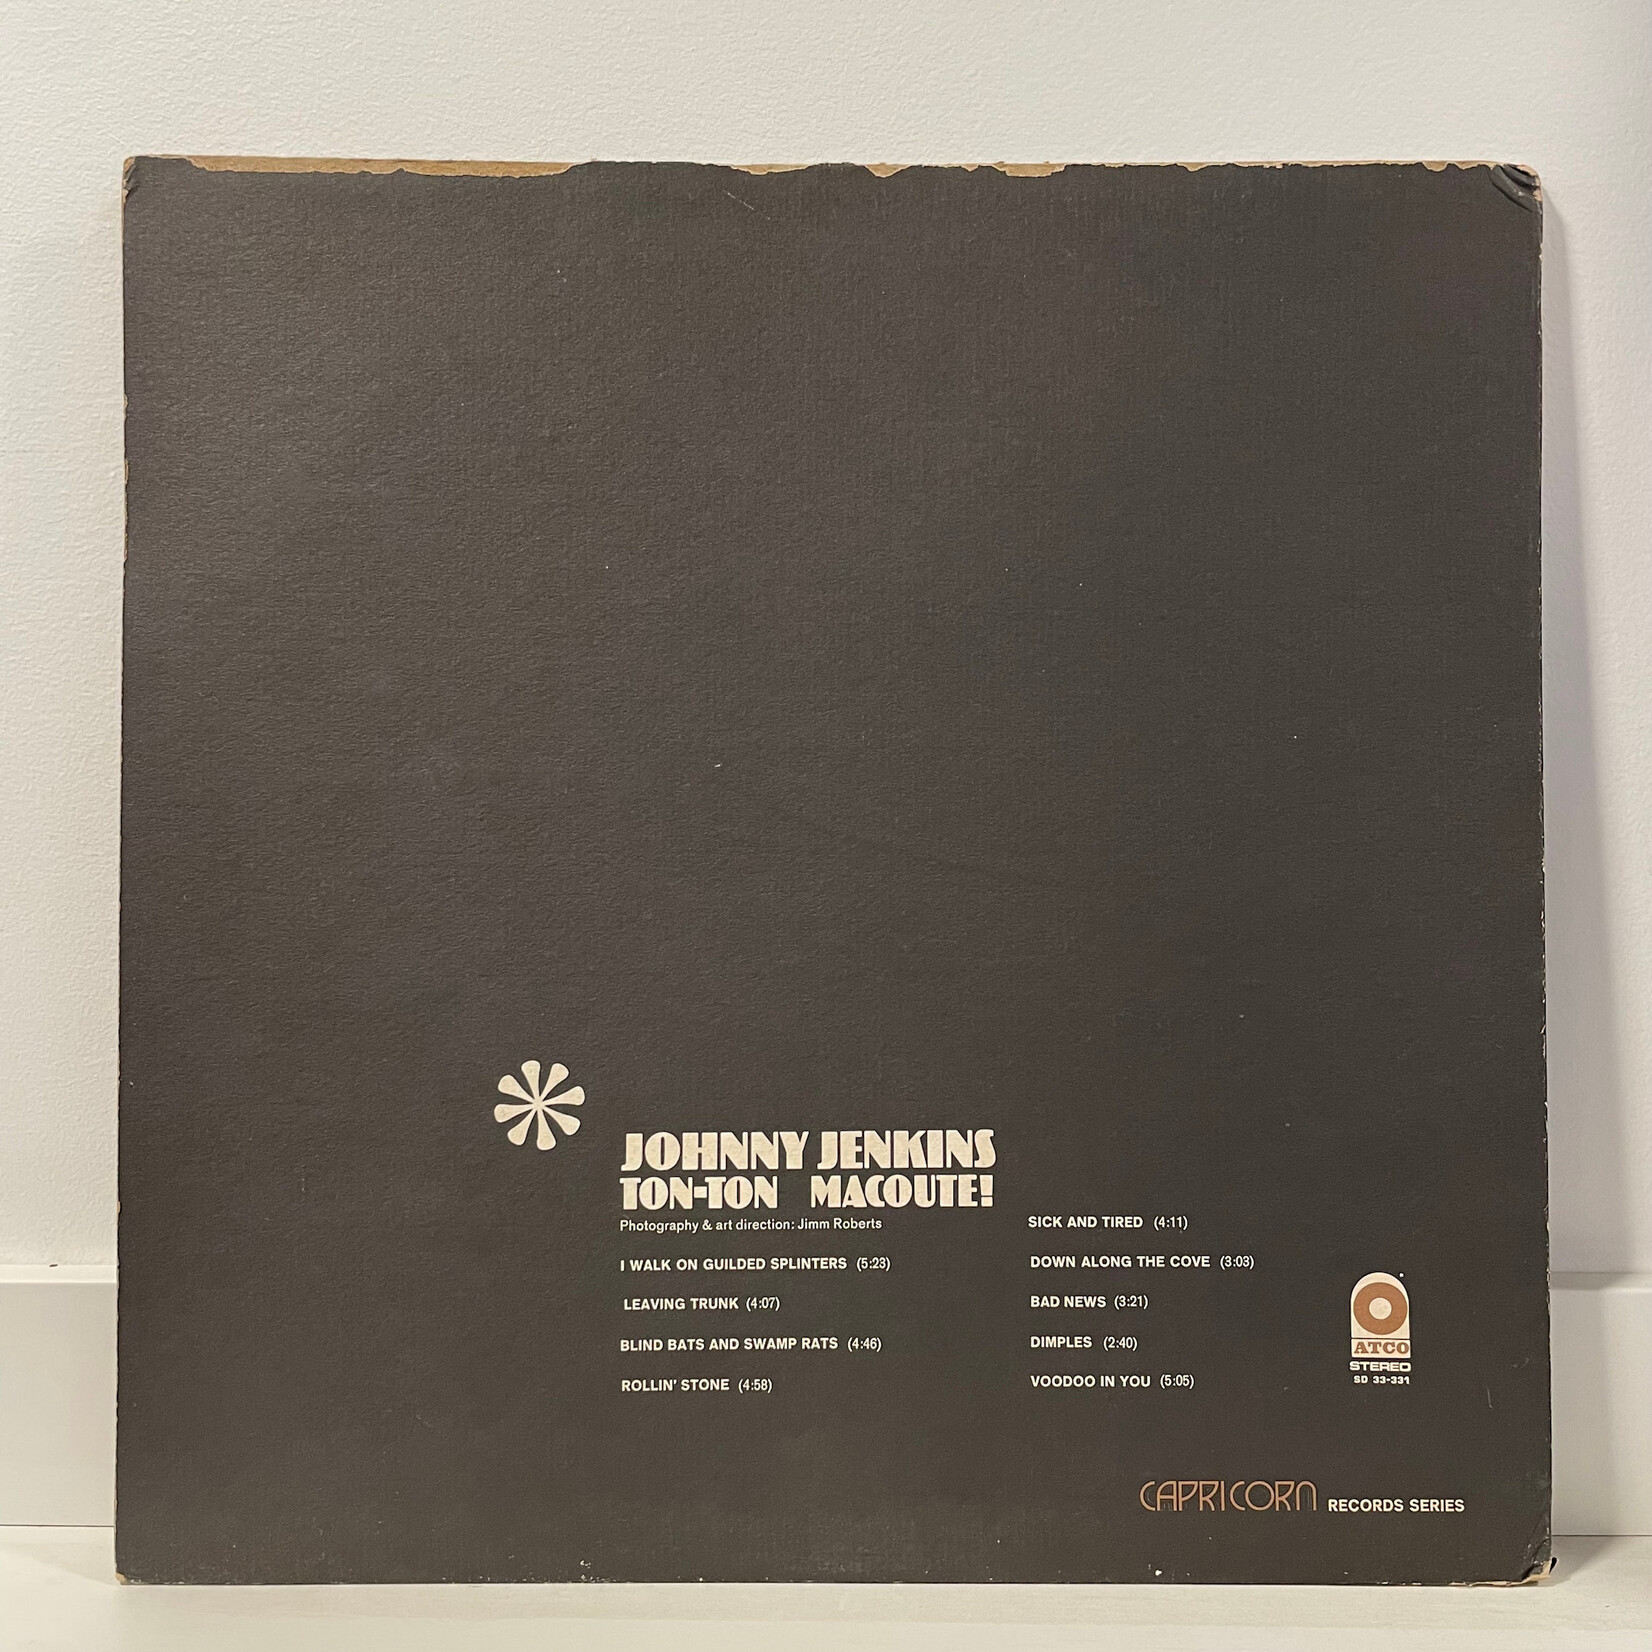 JOHNNY JENKINS
TON-TON MACOUTE!
Photography & art direction: Jimm Roberts
I WALK ON GUILDED SPLINTERS (5:23)
LEAVING TRUNK (4:07)
BLIND BATS AND SWAMP RATS (4:46)
ROLLIN' STONE (4:58)
SICK AND TIRED (4:11)
DOWN ALONG THE COVE (3:03)
BAD NEWS (3:21)
DIMPLES (2:40)
VOODOO IN YOU (5:05)
ATCO
STEREO
SD 33-331
CAPRICORN RECORDS SERIES